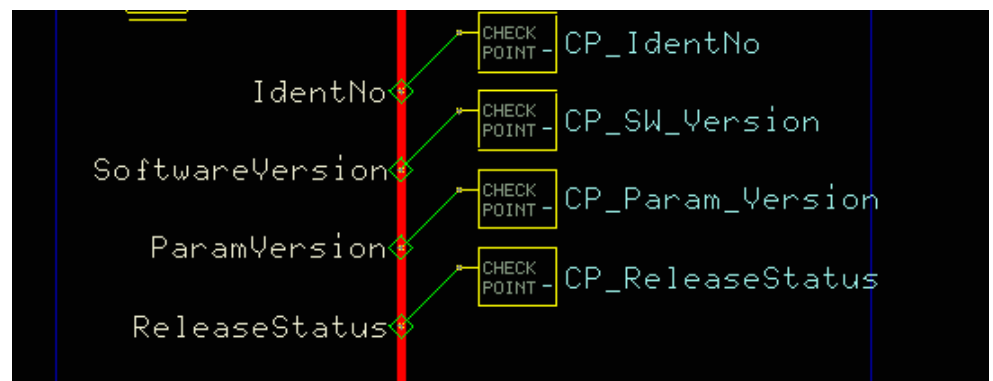 CHECK
POINT - CP_IdentNo
IdentNo
CHECK
POINT - CP_SW_Version
SoftwareVersion
CHECK
POINT - CP_Param_Version
ParamVersion
CHECK
POINT - CP_ReleaseStatus
ReleaseStatus